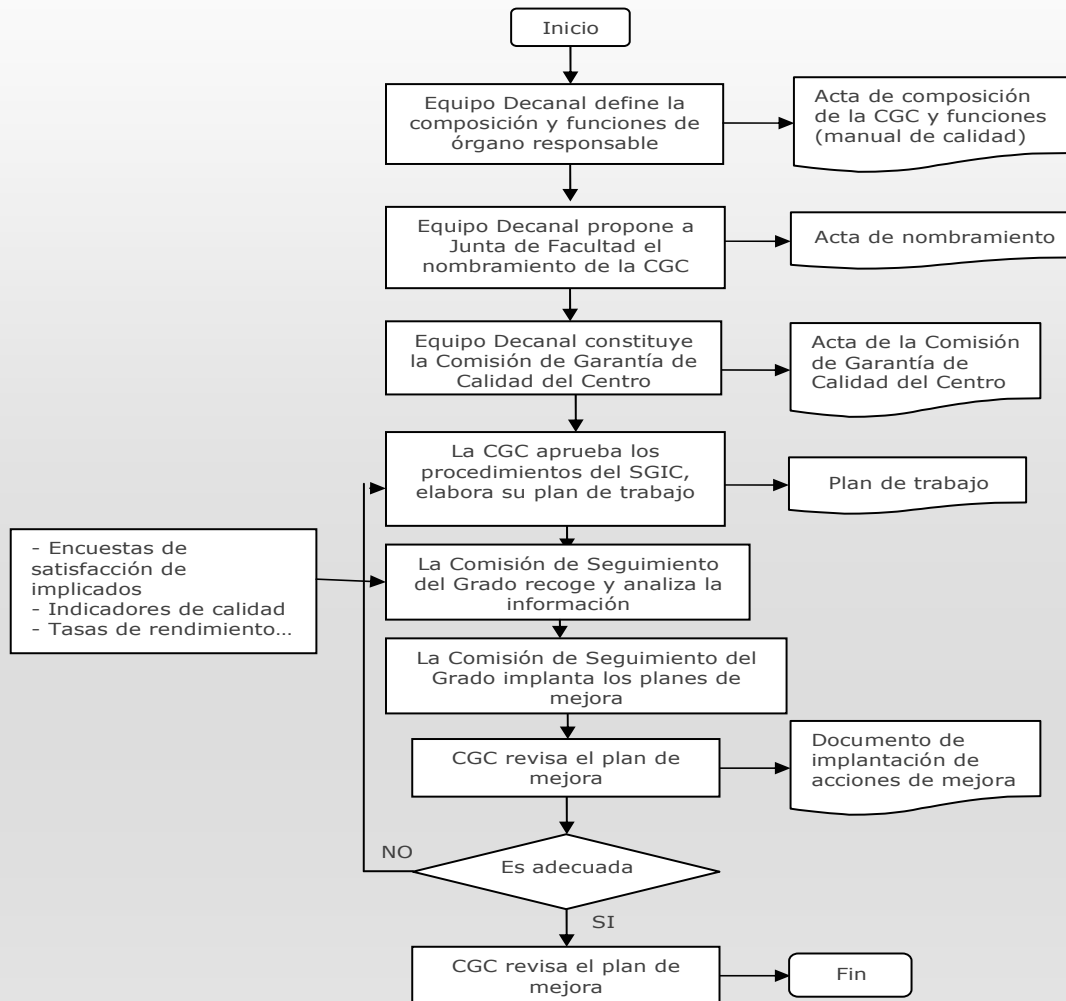 Inicio
Equipo Decanal define la
composición y funciones de
órgano responsable
Acta de composición
de la CGC y funciones
(manual de calidad)
Equipo Decanal propone a
Junta de Facultad el
nombramiento de la CGC
Acta de nombramiento
Equipo Decanal constituye
la Comisión de Garantía de
Calidad del Centro
Acta de la Comisión
de Garantía de
Calidad del Centro
La CGC aprueba los
procedimientos del SGIC,
elabora su plan de trabajo
Plan de trabajo
- Encuestas de
satisfacción de
implicados
- Indicadores de calidad
- Tasas de rendimiento...
La Comisión de Seguimiento
del Grado recoge y analiza la
información
La Comisión de Seguimiento del
Grado implanta los planes de
mejora
CGC revisa el plan de
mejora
Documento de
implantación de
acciones de mejora
NO
Es adecuada
SI
CGC revisa el plan de
mejora
Fin